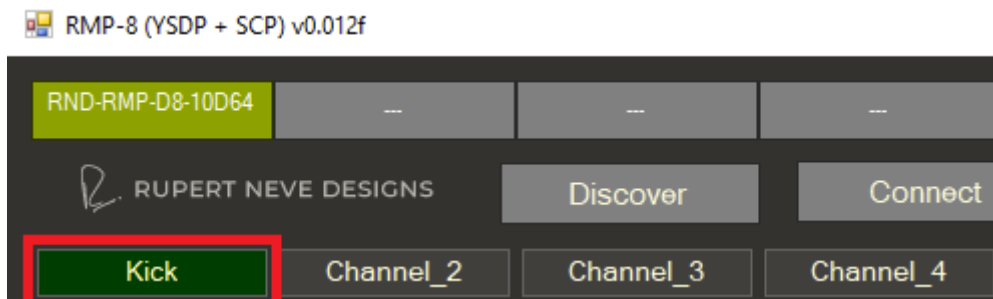 RMP-8 (YSDP + SCP) v0.012f
RND-RMP-D8-10D64 --- --- ---
R. RUPERT NEVE DESIGNS Discover Connect
Kick Channel_2 Channel_3 Channel_4